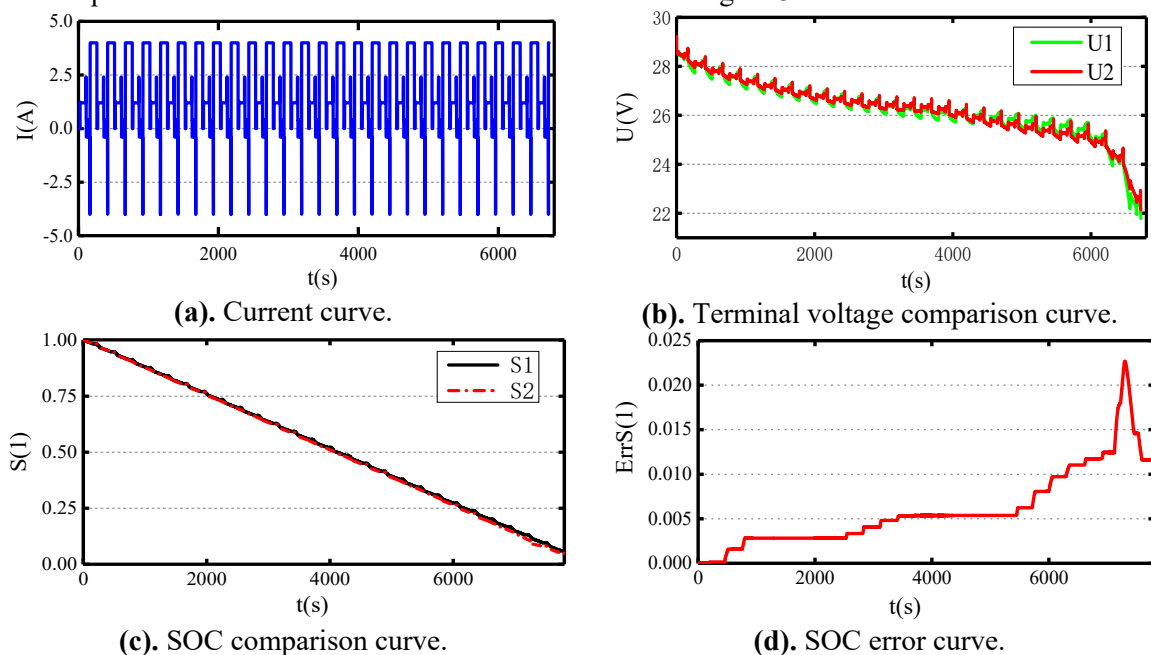 5.0
2.5
0.0
-2.5
-5.0
I(A)
0
2000
4000
6000
t(s)
(a). Current curve.
30
28
26
24
22
U(V)
U1
U2
0
2000
4000
6000
t(s)
(b). Terminal voltage comparison curve.
1.00
0.75
0.50
0.25
0.00
S(1)
S1
S2
0
2000
4000
6000
t(s)
(c). SOC comparison curve.
0.025
0.020
0.015
0.010
0.005
0.000
ErrS(1)
0
2000
4000
6000
t(s)
(d). SOC error curve.